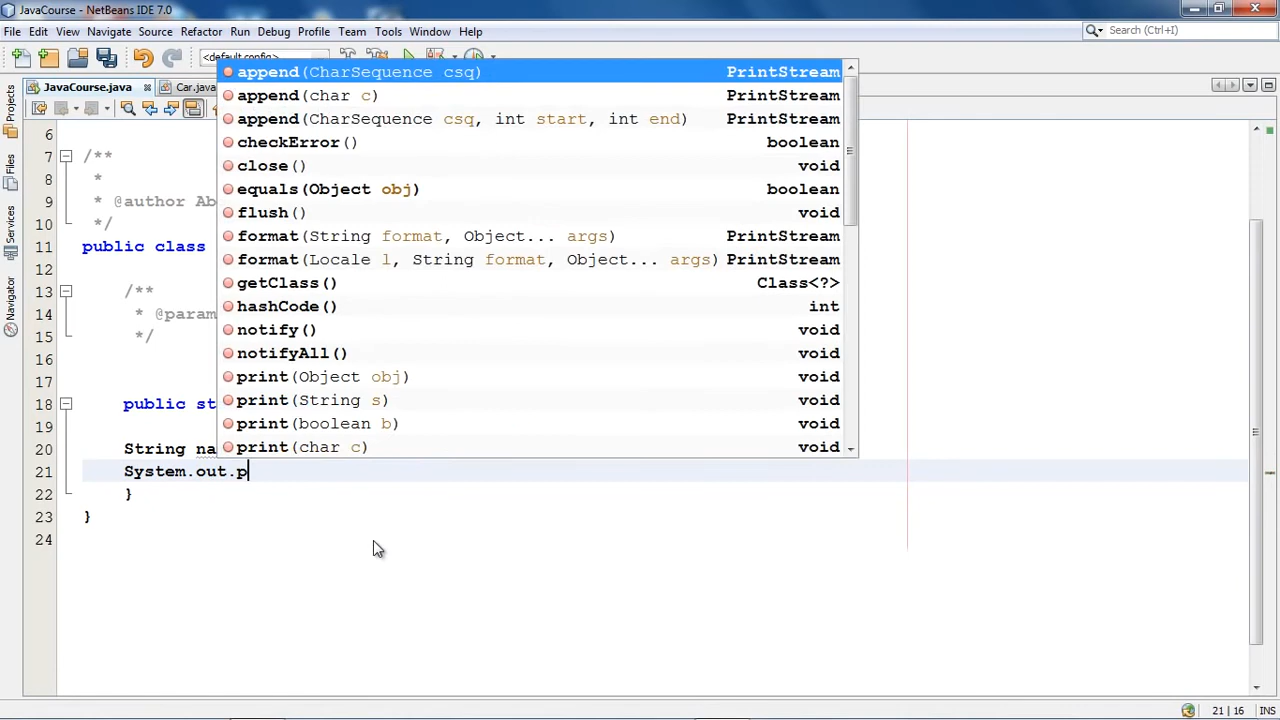 JavaCourse - NetBeans IDE 7.0
File Edit View Navigate Source Refactor Run Debug Profile Team Tools Window Help
Search (Ctrl+I)
<default config>
JavaCourse.java Car.java
append(CharSequence csq) PrintStream
append(char c) PrintStream
append(CharSequence csq, int start, int end) PrintStream
checkError() boolean
close() void
equals(Object obj) boolean
flush() void
format(String format, Object... args) PrintStream
format(Locale l, String format, Object... args) PrintStream
getClass() Class<?>
hashCode() int
notify() void
notifyAll() void
print(Object obj) void
print(String s) void
print(boolean b) void
print(char c) void
Projects
Files
Services
Navigator
6
7 /**
8 *
9 * @author Ab
10 */
11 public class
12
13 /**
14 * @param
15 */
16
17
18 public st
19
20 String na
21 System.out.p
22 }
23 }
24
21 | 16 INS